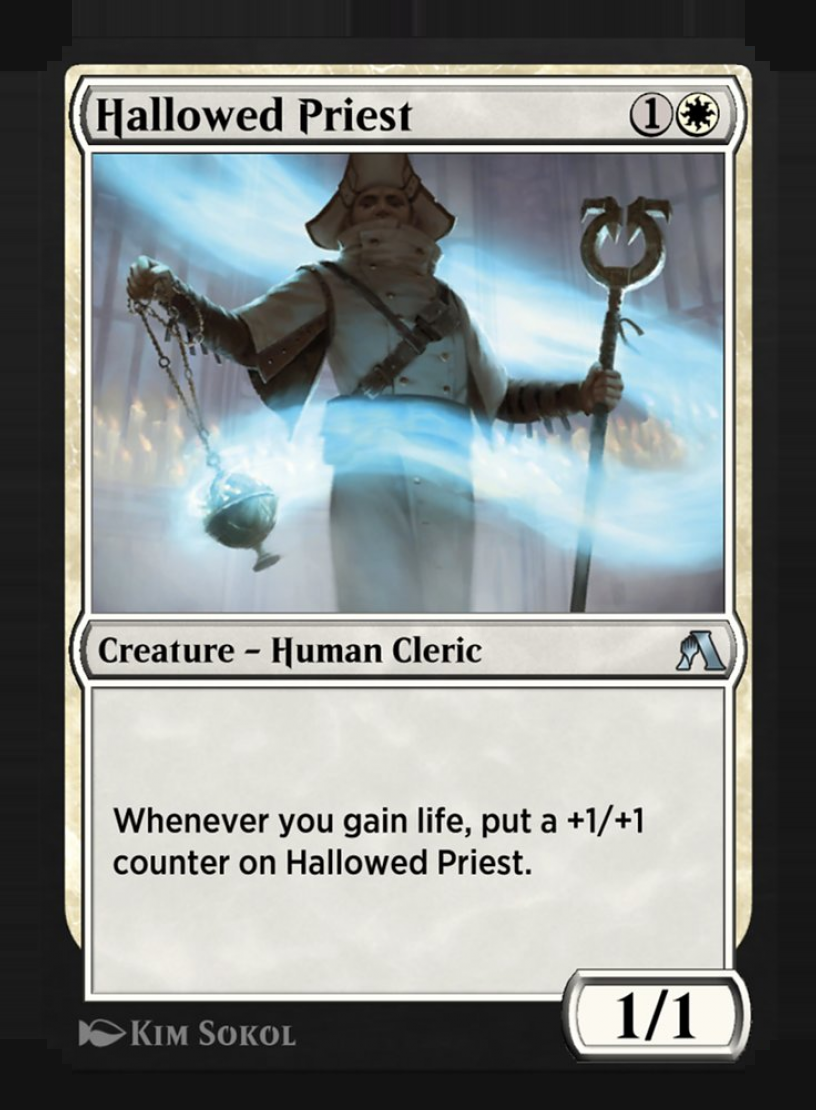 Hallowed Priest 1
Creature – Human Cleric
Whenever you gain life, put a +1/+1
counter on Hallowed Priest.
1/1
Kim Sokol